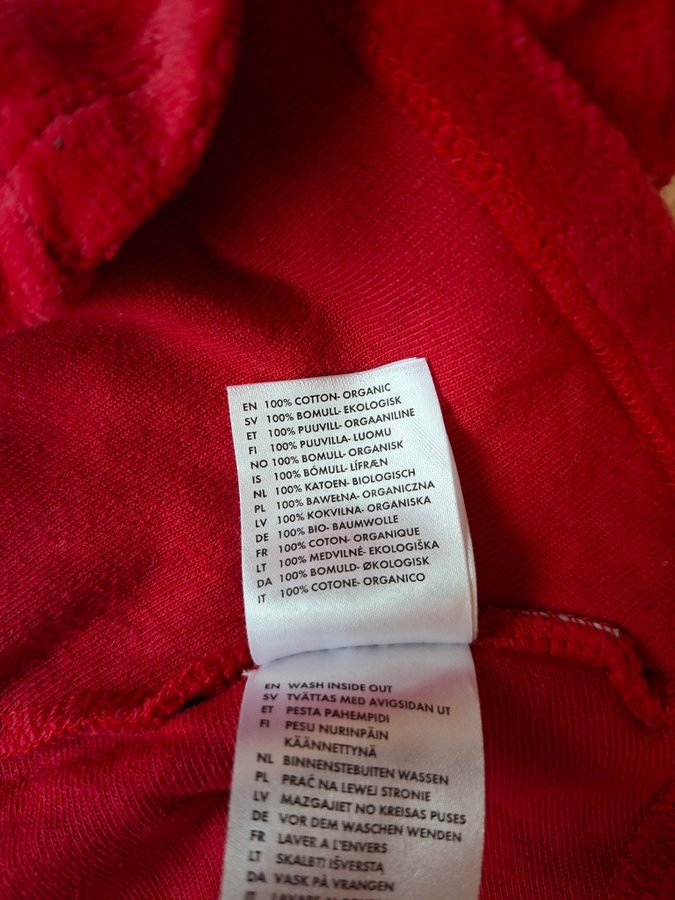 EN 100% COTTON- ORGANIC
SV 100% BOMULL- EKOLOGISK
ET 100% PUUVILL- ORGAANILINE
FI 100% PUUVILLA- LUOMU
NO 100% BOMULL- ORGANISK
IS 100% BÓMULL- LÍFRÆN
NL 100% KATOEN- BIOLOGISCH
PL 100% BAWEŁNA- ORGANICZNA
LV 100% KOKVILNA- ORGANISKA
DE 100% BIO- BAUMWOLLE
FR 100% COTON- ORGANIQUE
LT 100% MEDVILNĖ- EKOLOGIŠKA
DA 100% BOMULD- ØKOLOGISK
IT 100% COTONE- ORGANICO
EN WASH INSIDE OUT
SV TVÄTTAS MED AVIGSIDAN UT
ET PESTA PAHEMPIDI
FI PESU NURINPÄIN
KÄÄNNETTYNÄ
NL BINNENSTEBUITEN WASSEN
PL PRAĆ NA LEWEJ STRONIE
LV MAZGAJIET NO KREISAS PUSES
DE VOR DEM WASCHEN WENDEN
FR LAVER A L'ENVERS
LT SKALBTI IŠVERSTĄ
DA VASK PÅ VRANGEN
IT LAVARE